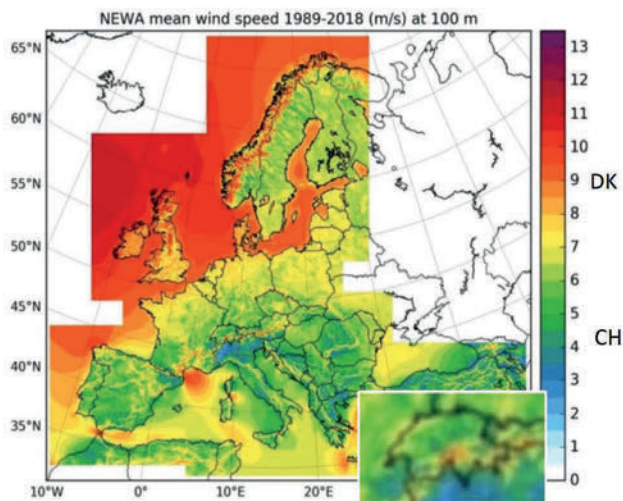 NEWA mean wind speed 1989-2018 (m/s) at 100 m
65°N
60°N
55°N
50°N
45°N
40°N
35°N
10°W
0°E
10°E
20°E
13
12
11
10
9
8
7
6
5
4
3
2
1
0
DK
CH